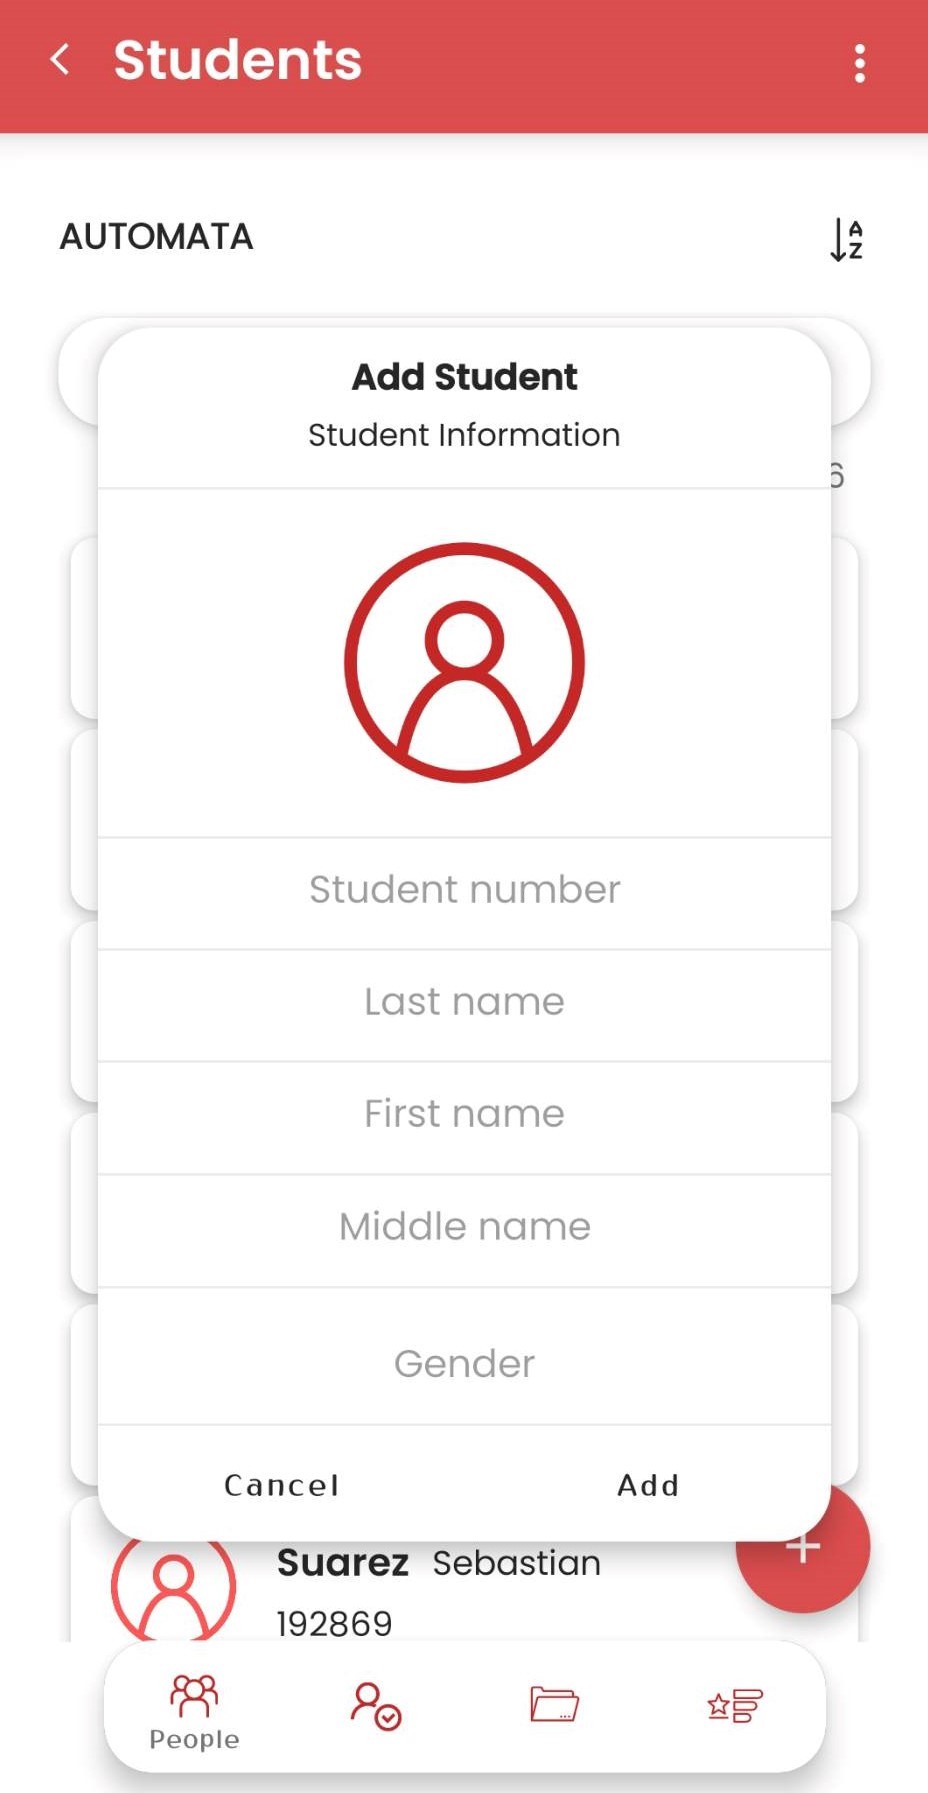 Students
AUTOMATA
Add Student
Student Information
6
Student number
Last name
First name
Middle name
Gender
Cancel Add
Suarez Sebastian
192869
People